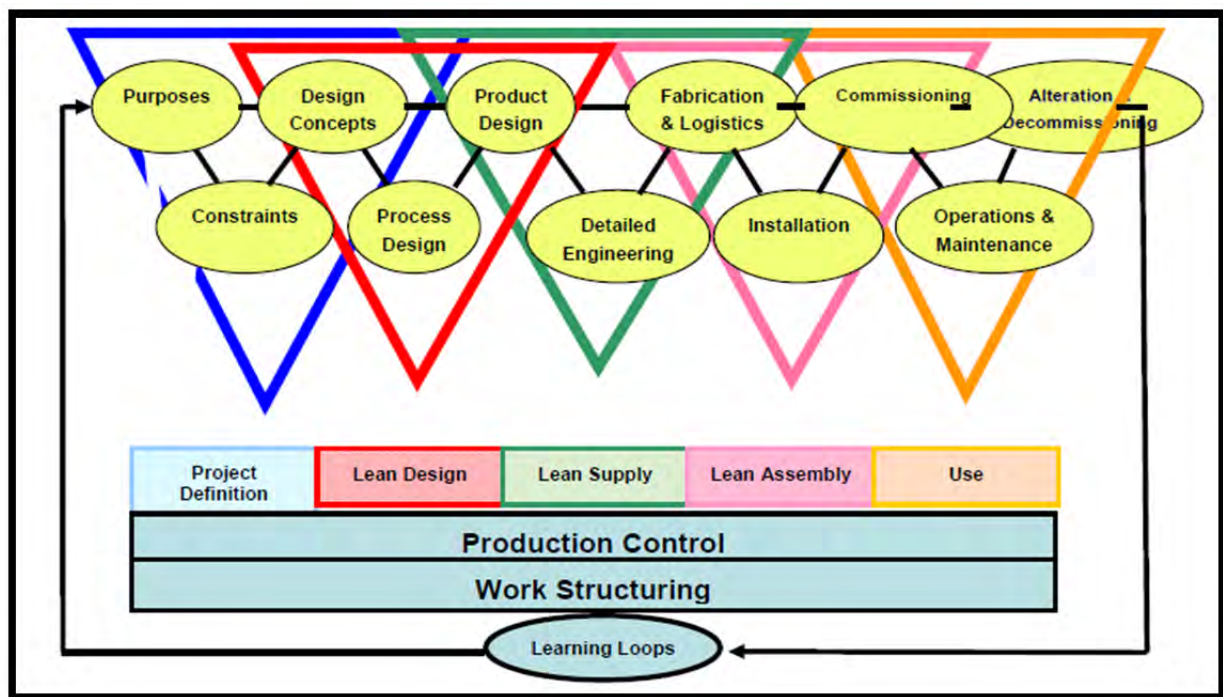 Purposes
Design
Concepts
Product
Design
Fabrication
& Logistics
Commissioning
Alteration &
Decommissioning
Constraints
Process
Design
Detailed
Engineering
Installation
Operations &
Maintenance
Project
Definition
Lean Design
Lean Supply
Lean Assembly
Use
Production Control
Work Structuring
Learning Loops